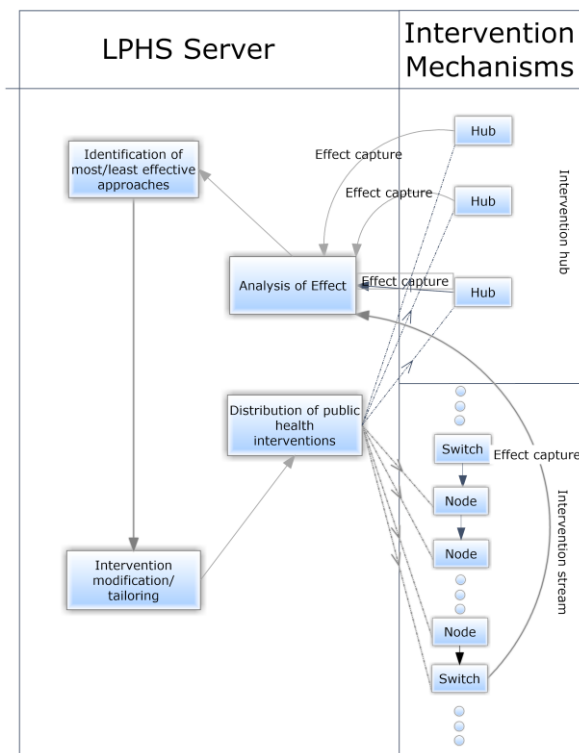 LPHS Server
Intervention
Mechanisms
Hub
Effect capture
Identification of
most/least effective
approaches
Effect capture
Hub
Intervention hub
Analysis of Effect
Effect capture
Hub
Distribution of public
health
interventions
Switch
Effect capture
Node
Intervention stream
Node
Intervention
modification/
tailoring
Node
Switch